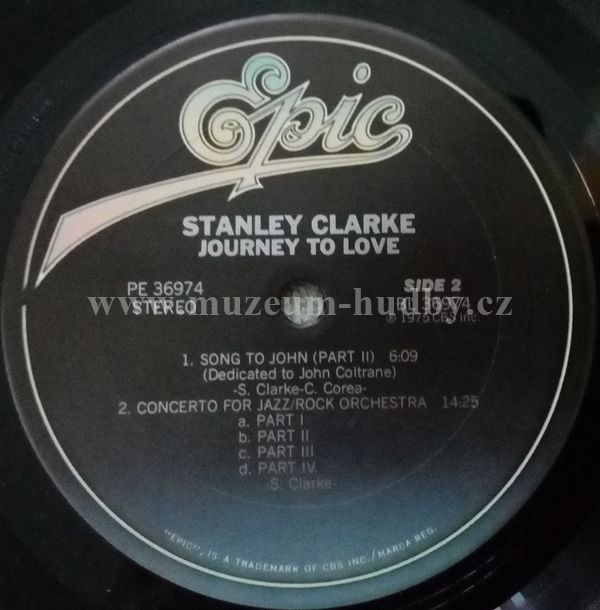 Epic
STANLEY CLARKE
JOURNEY TO LOVE
PE 36974
STEREO
SIDE 2
BL 36974
℗ 1975 CBS Inc.
www.muzeum-hudby.cz
1. SONG TO JOHN (PART II) 6:09
(Dedicated to John Coltrane)
-S. Clarke-C. Corea-
2. CONCERTO FOR JAZZ/ROCK ORCHESTRA 14:25
a. PART I
b. PART II
c. PART III
d. PART IV
-S. Clarke-
"EPIC", IS A TRADEMARK OF CBS INC./MARCA REG.